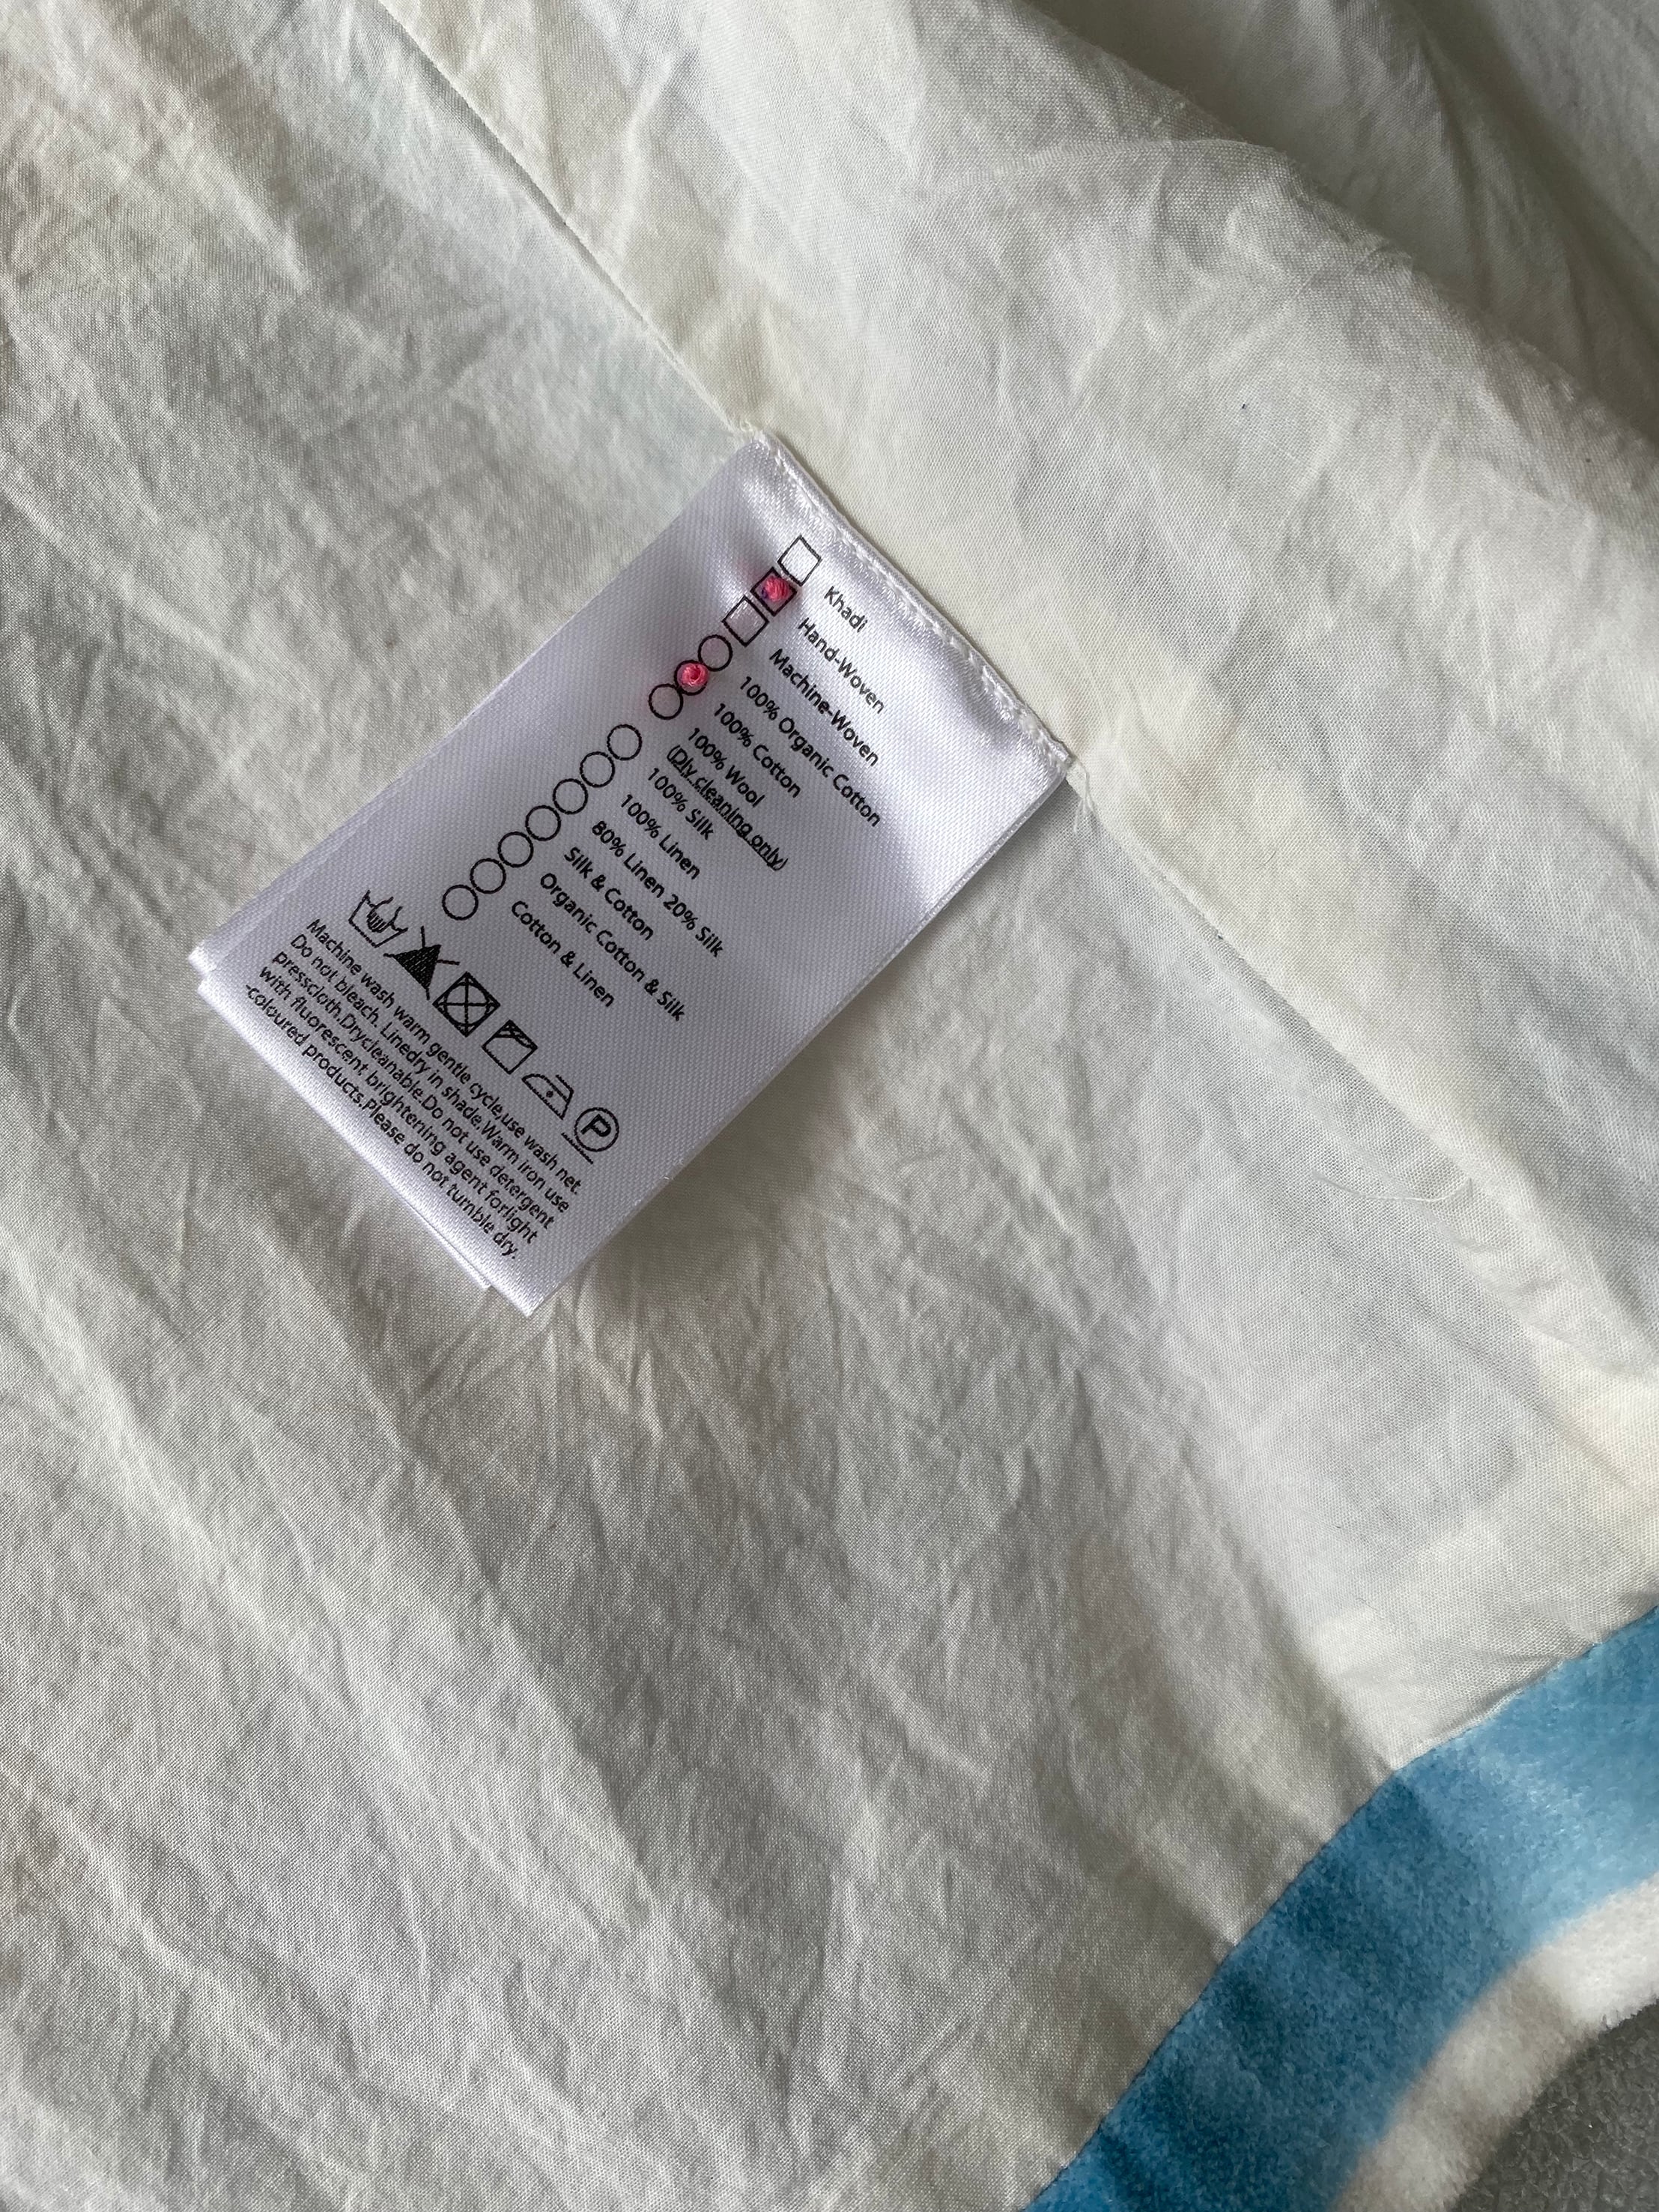 Khadi
Hand-Woven
Machine-Woven
100% Organic Cotton
100% Cotton
100% Wool
(Dly cleaning only)
100% Silk
100% Linen
80% Linen 20% Silk
Silk & Cotton
Organic Cotton & Silk
Cotton & Linen
P
Machine wash warm gentle cycle,use wash net.
Do not bleach. Linedry in shade.Warm iron use
presscloth.Drycleanable.Do not use detergent
with fluorescent brightening agent forlight
-coloured products.Please do not tumble dry.